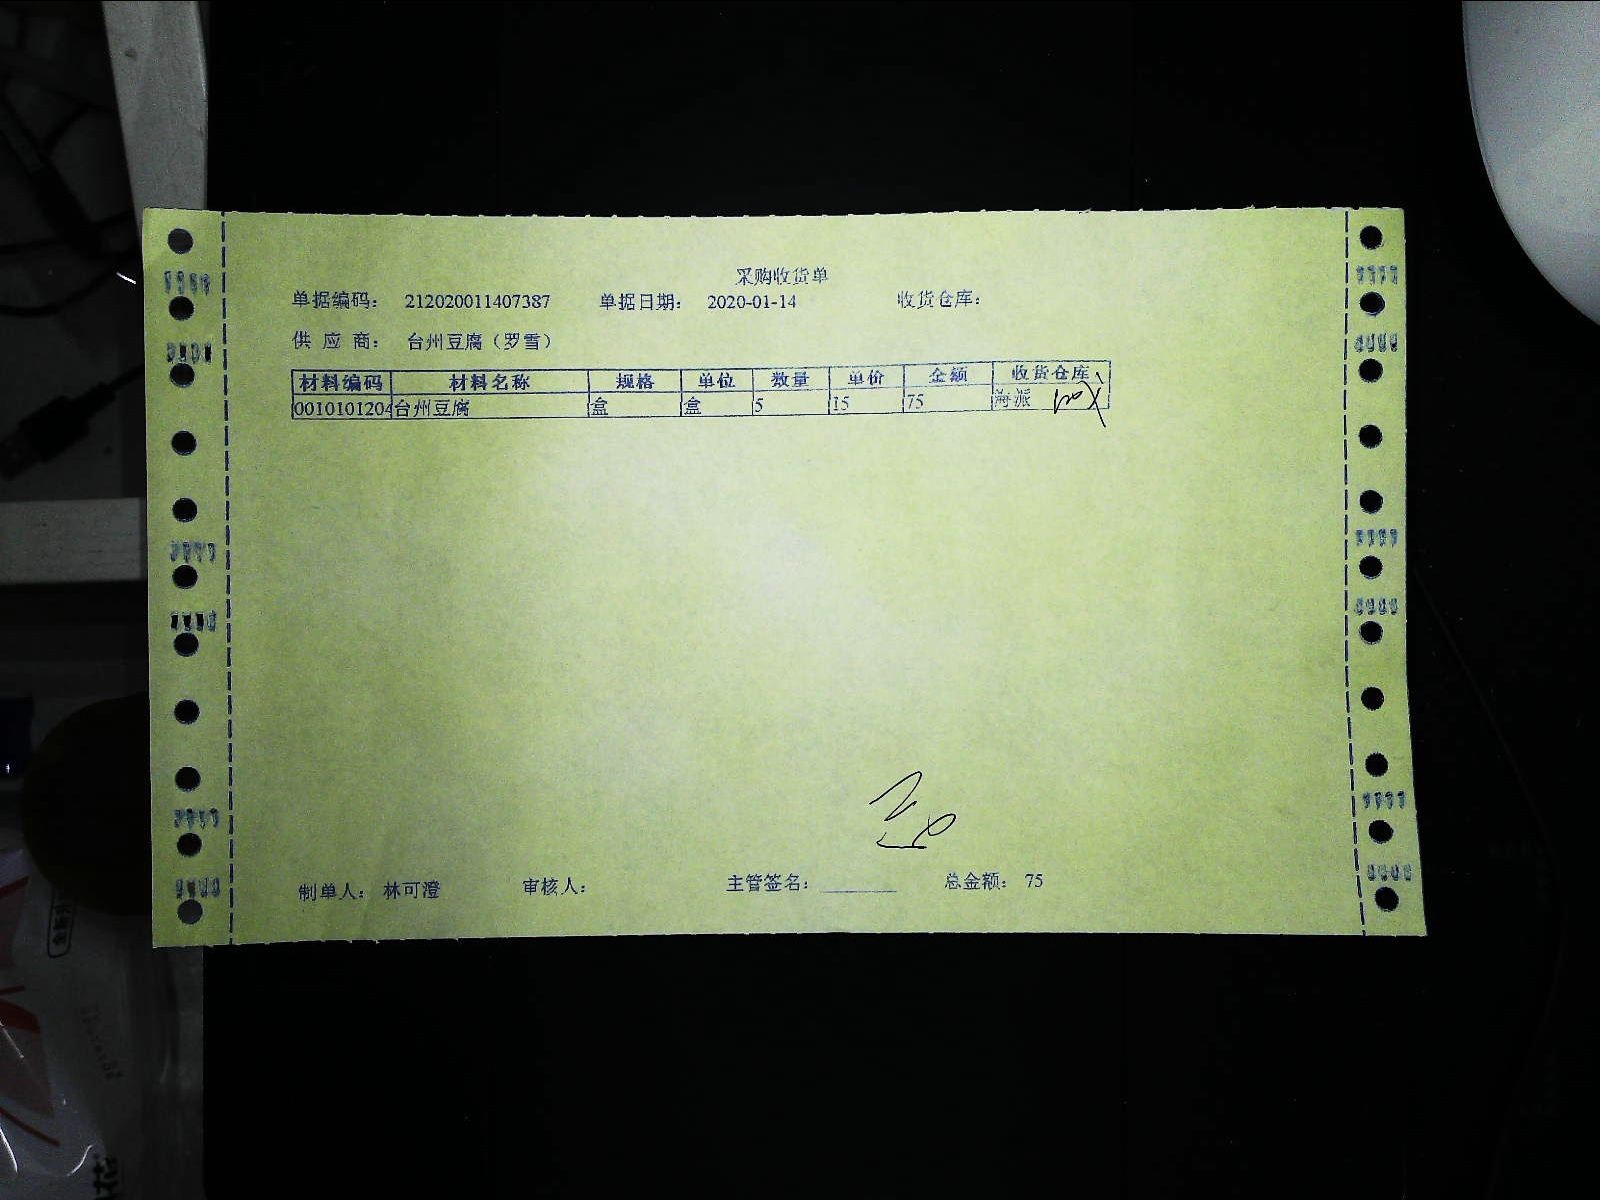 采购收货单
单据编码： 212020011407387 单据日期： 2020-01-14 收货仓库：
供 应 商： 台州豆腐（罗雪）
材料编码 材料名称 规格 单位 数量 单价 金额 收货仓库
0010101204 台州豆腐 盒 盒 5 15 75 海派
制单人： 林可澄 审核人： 主管签名： 总金额： 75